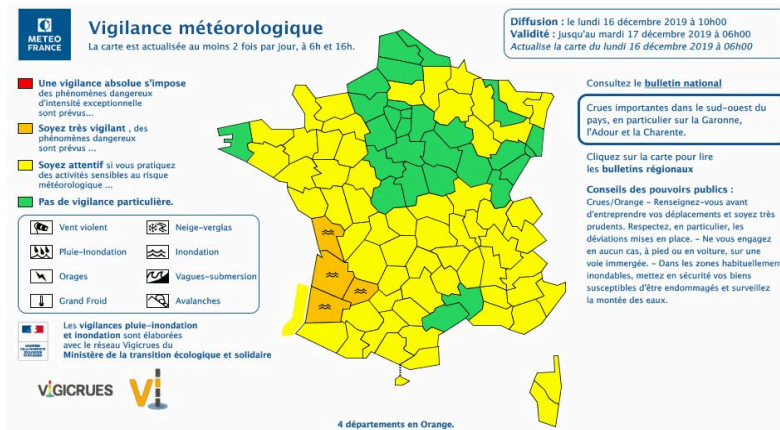 METEO
FRANCE
Vigilance météorologique
La carte est actualisée au moins 2 fois par jour, à 6h et 16h.
Diffusion : le lundi 16 décembre 2019 à 10h00
Validité : jusqu'au mardi 17 décembre 2019 à 06h00
Actualise la carte du lundi 16 décembre 2019 à 06h00
Une vigilance absolue s'impose
des phénomènes dangereux
d'intensité exceptionnelle
sont prévus...
Soyez très vigilant , des
phénomènes dangereux
sont prévus ...
Soyez attentif si vous pratiquez
des activités sensibles au risque
météorologique ...
Pas de vigilance particulière.
Vent violent
Neige-verglas
Pluie-Inondation
Inondation
Orages
Vagues-submersion
Grand Froid
Avalanches
Les vigilances pluie-inondation
et inondation sont élaborées
avec le réseau Vigicrues du
Ministère de la transition écologique et solidaire
VIGICRUES
Vi
4 départements en Orange.
Consultez le bulletin national
Crues importantes dans le sud-ouest du
pays, en particulier sur la Garonne,
l'Adour et la Charente.
Cliquez sur la carte pour lire
les bulletins régionaux
Conseils des pouvoirs publics :
Crues/Orange – Renseignez-vous avant
d'entreprendre vos déplacements et soyez très
prudents. Respectez, en particulier, les
déviations mises en place. – Ne vous engagez
en aucun cas, à pied ou en voiture, sur une
voie immergée. – Dans les zones habituellement
inondables, mettez en sécurité vos biens
susceptibles d'être endommagés et surveillez
la montée des eaux.